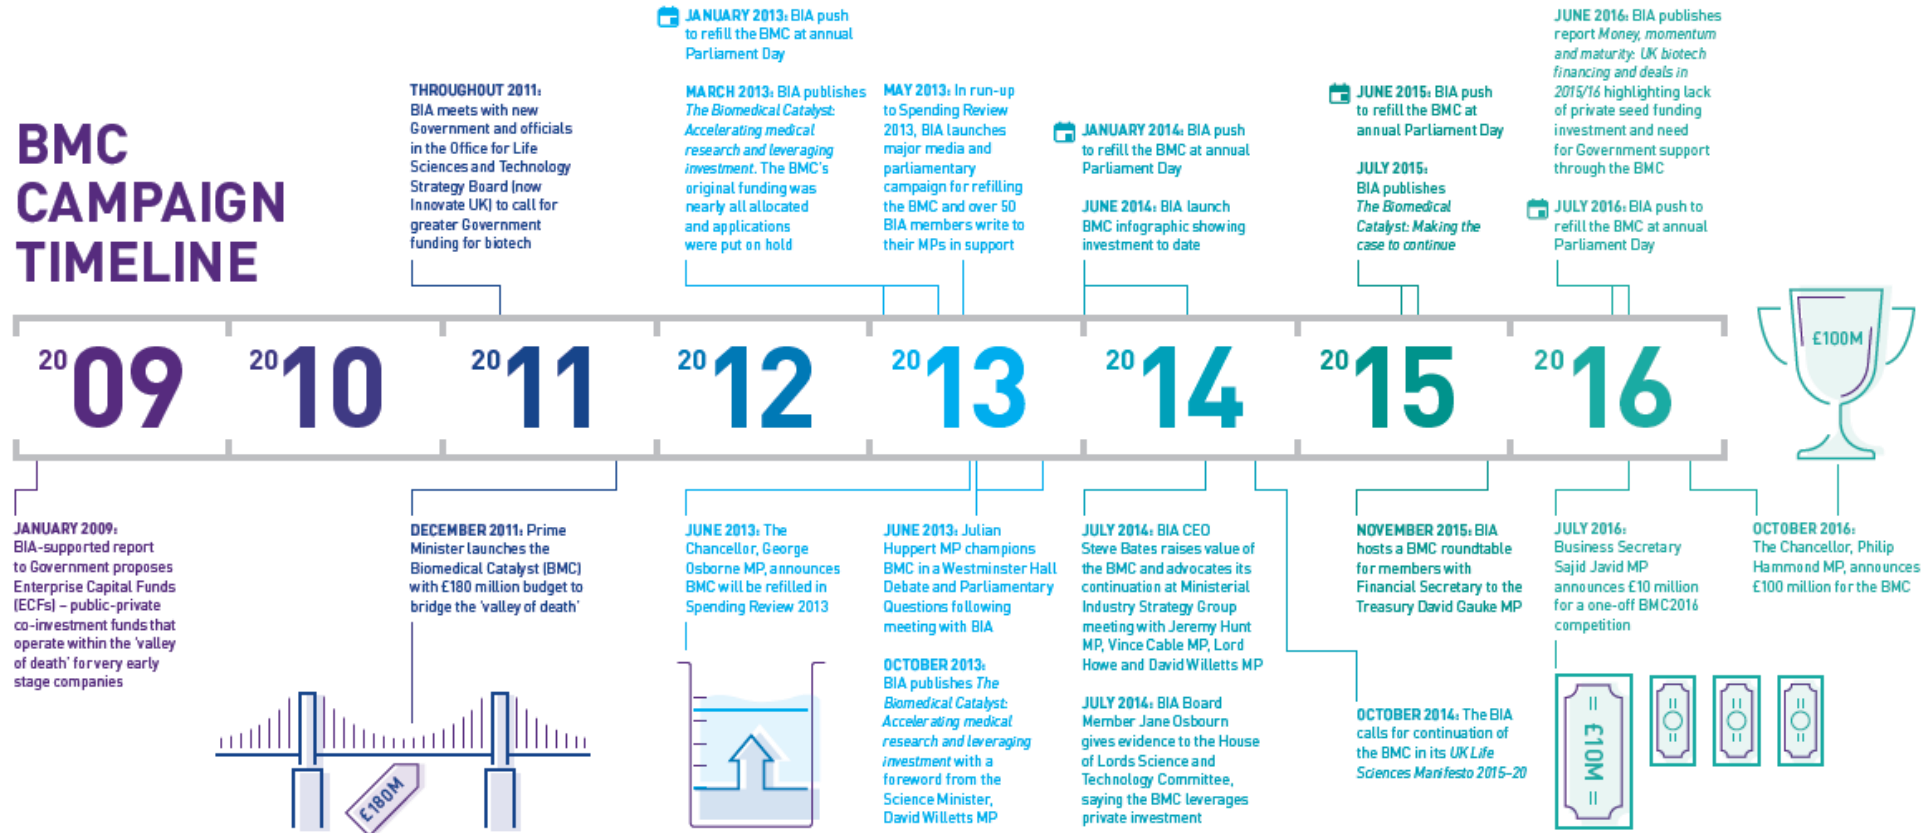 BMC
CAMPAIGN
TIMELINE
THROUGHOUT 2011:
BIA meets with new
Government and officials
in the Office for Life
Sciences and Technology
Strategy Board (now
Innovate UK) to call for
greater Government
funding for biotech
JANUARY 2013: BIA push
to refill the BMC at annual
Parliament Day
MARCH 2013: BIA publishes
The Biomedical Catalyst:
Accelerating medical
research and leveraging
investment. The BMC's
original funding was
nearly all allocated
and applications
were put on hold
MAY 2013: In run-up
to Spending Review
2013, BIA launches
major media and
parliamentary
campaign for refilling
the BMC and over 50
BIA members write to
their MPs in support
JANUARY 2014: BIA push
to refill the BMC at annual
Parliament Day
JUNE 2014: BIA launch
BMC infographic showing
investment to date
JUNE 2015: BIA push
to refill the BMC at
annual Parliament Day
JULY 2015:
BIA publishes
The Biomedical
Catalyst: Making the
case to continue
JUNE 2016: BIA publishes
report Money, momentum
and maturity: UK biotech
financing and deals in
2015/16 highlighting lack
of private seed funding
investment and need
for Government support
through the BMC
JULY 2016: BIA push to
refill the BMC at annual
Parliament Day
£100M
2009
2010
2011
2012
2013
2014
2015
2016
JANUARY 2009:
BIA-supported report
to Government proposes
Enterprise Capital Funds
(ECFs) – public-private
co-investment funds that
operate within the 'valley
of death' for very early
stage companies
DECEMBER 2011: Prime
Minister launches the
Biomedical Catalyst (BMC)
with £180 million budget to
bridge the 'valley of death'
£180M
JUNE 2013: The
Chancellor, George
Osborne MP, announces
BMC will be refilled in
Spending Review 2013
JUNE 2013: Julian
Huppert MP champions
BMC in a Westminster Hall
Debate and Parliamentary
Questions following
meeting with BIA
OCTOBER 2013:
BIA publishes The
Biomedical Catalyst:
Accelerating medical
research and leveraging
investment with a
foreword from the
Science Minister,
David Willetts MP
JULY 2014: BIA CEO
Steve Bates raises value of
the BMC and advocates its
continuation at Ministerial
Industry Strategy Group
meeting with Jeremy Hunt
MP, Vince Cable MP, Lord
Howe and David Willetts MP
JULY 2014: BIA Board
Member Jane Osbourn
gives evidence to the House
of Lords Science and
Technology Committee,
saying the BMC leverages
private investment
NOVEMBER 2015: BIA
hosts a BMC roundtable
for members with
Financial Secretary to the
Treasury David Gauke MP
OCTOBER 2014: The BIA
calls for continuation of
the BMC in its UK Life
Sciences Manifesto 2015–20
JULY 2016:
Business Secretary
Sajid Javid MP
announces £10 million
for a one-off BMC2016
competition
£10M
OCTOBER 2016:
The Chancellor, Philip
Hammond MP, announces
£100 million for the BMC